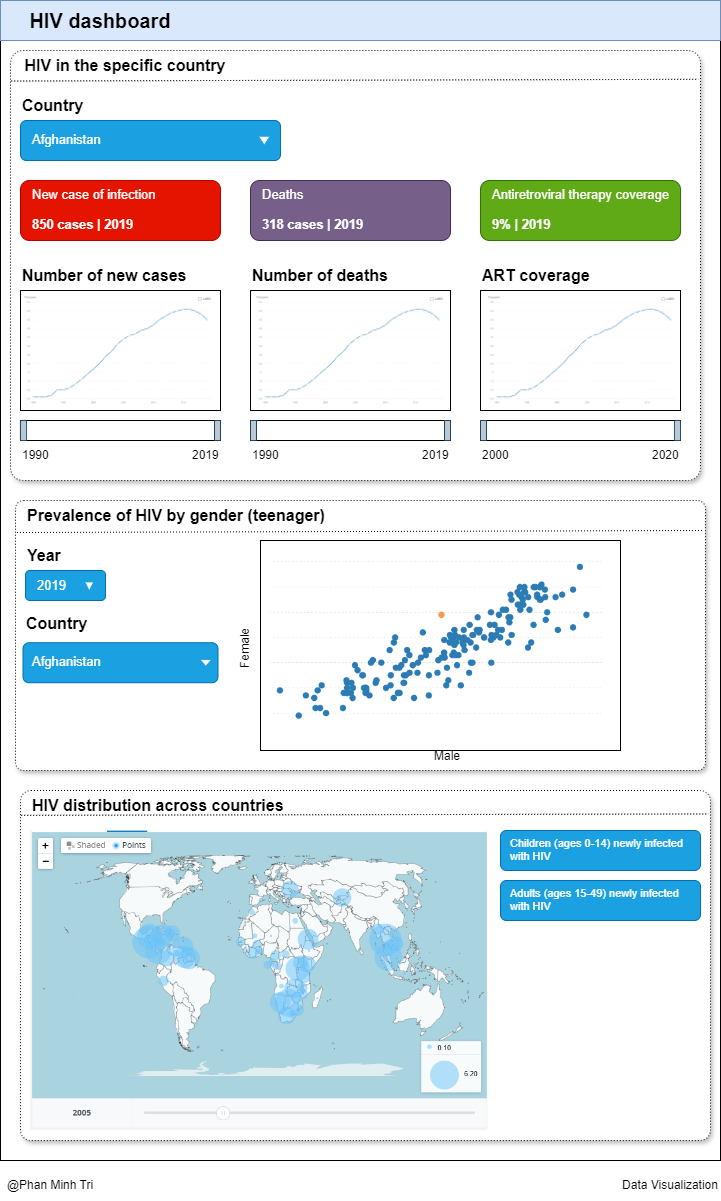 HIV dashboard
HIV in the specific country
Country
Afghanistan
New case of infection
850 cases | 2019
Deaths
318 cases | 2019
Antiretroviral therapy coverage
9% | 2019
Number of new cases
Number of deaths
ART coverage
1990
2019
1990
2019
2000
2020
Prevalence of HIV by gender (teenager)
Year
2019
Country
Afghanistan
Female
Male
HIV distribution across countries
+
−
Shaded
Points
0.10
6.20
2005
Children (ages 0-14) newly infected
with HIV
Adults (ages 15-49) newly infected
with HIV
@Phan Minh Tri
Data Visualization